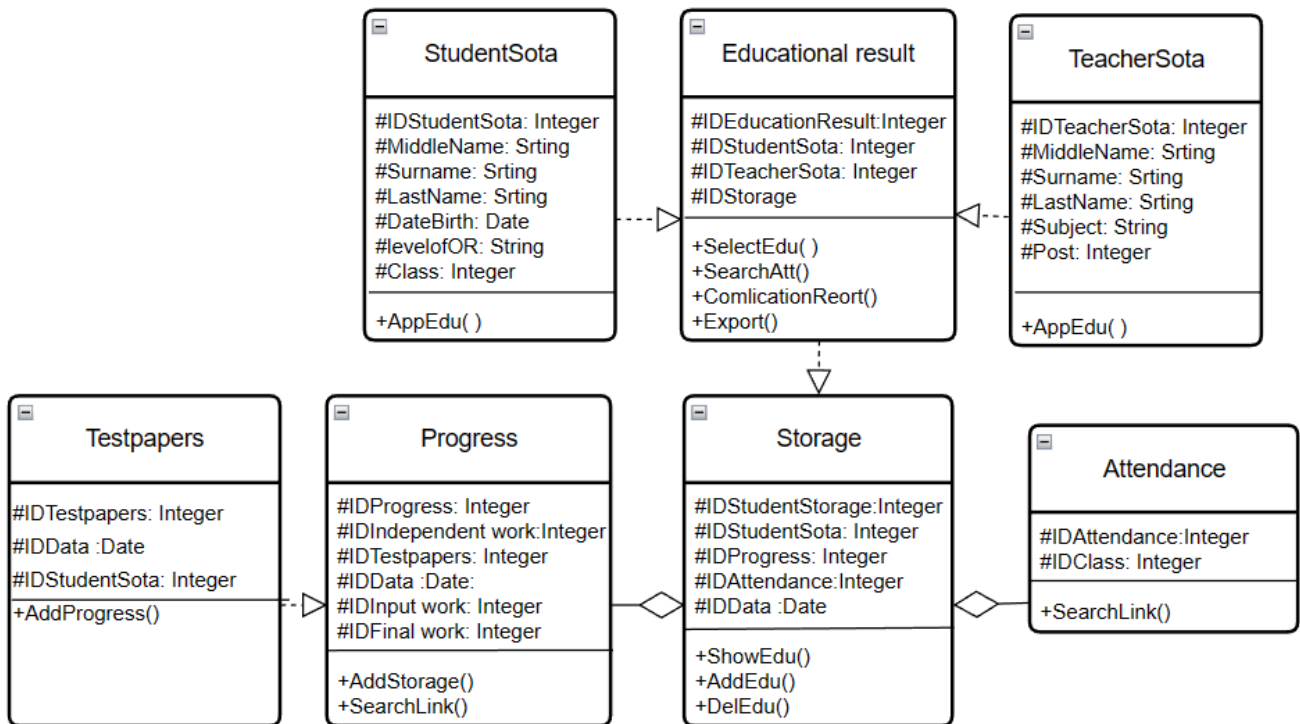 StudentSota
#IDStudentSota: Integer
#MiddleName: Srting
#Surname: Srting
#LastName: Srting
#DateBirth: Date
#levelofOR: String
#Class: Integer
+AppEdu( )
Educational result
#IDEducationResult:Integer
#IDStudentSota: Integer
#IDTeacherSota: Integer
#IDStorage
+SelectEdu( )
+SearchAtt()
+ComlicationReort()
+Export()
TeacherSota
#IDTeacherSota: Integer
#MiddleName: Srting
#Surname: Srting
#LastName: Srting
#Subject: String
#Post: Integer
+AppEdu( )
Testpapers
#IDTestpapers: Integer
#IDData :Date
#IDStudentSota: Integer
+AddProgress()
Progress
#IDProgress: Integer
#IDIndependent work:Integer
#IDTestpapers: Integer
#IDData :Date:
#IDInput work: Integer
#IDFinal work: Integer
+AddStorage()
+SearchLink()
Storage
#IDStudentStorage:Integer
#IDStudentSota: Integer
#IDProgress: Integer
#IDAttendance:Integer
#IDData :Date
+ShowEdu()
+AddEdu()
+DelEdu()
Attendance
#IDAttendance:Integer
#IDClass: Integer
+SearchLink()